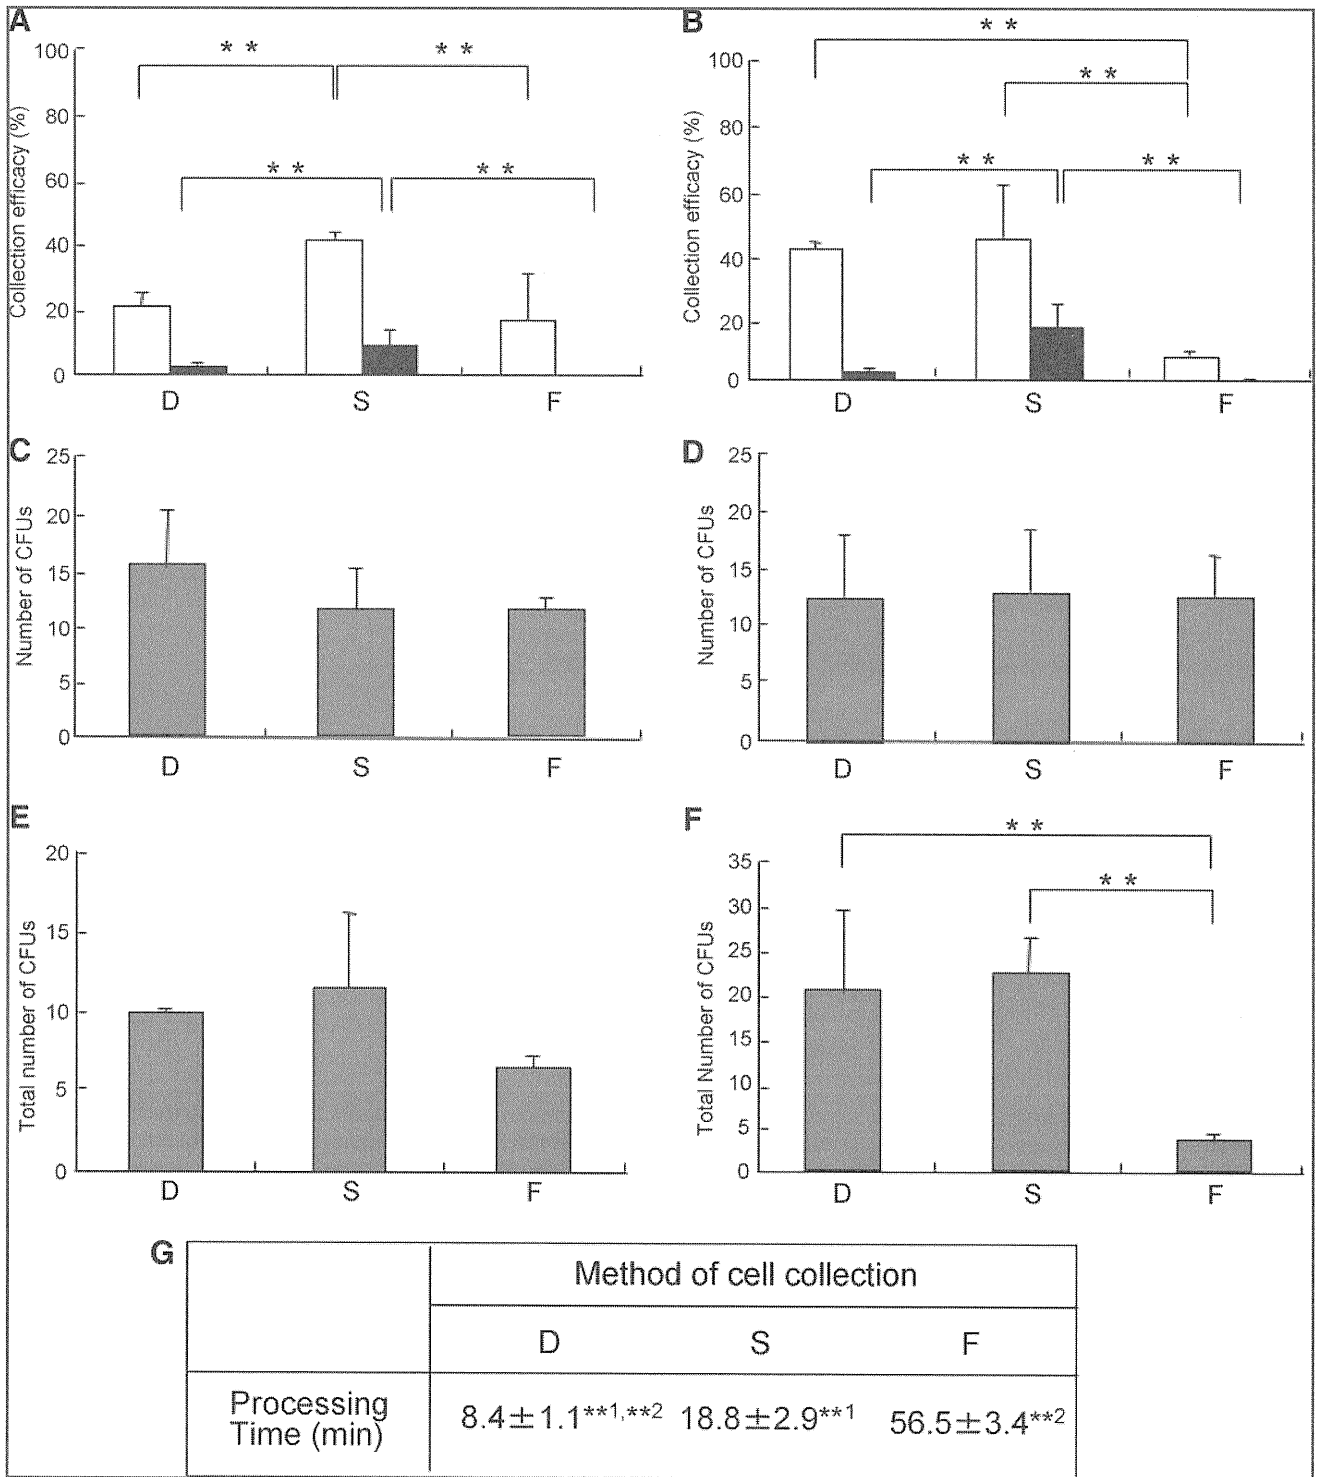 A
B
* *
* *
* *
* *
* *
* *
* *
* *
Collection efficacy (%)
100
80
60
40
20
0
D S F
Collection efficacy (%)
100
80
60
40
20
0
D S F
C
Number of CFUs
25
20
15
10
5
0
D S F
D
Number of CFUs
25
20
15
10
5
0
D S F
E
Total number of CFUs
20
15
10
5
0
D S F
F
* *
* *
Total Number of CFUs
35
30
25
20
15
10
5
0
D S F
G
Method of cell collection
D S F
Processing
Time (min)
8.4±1.1**1,**2 18.8±2.9**1 56.5±3.4**2